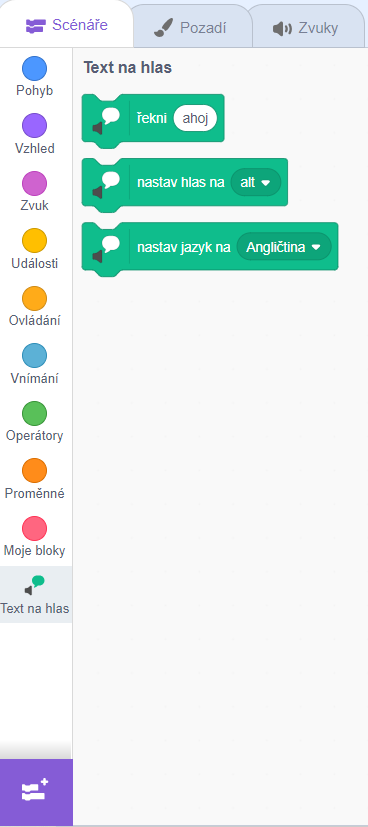 Scénáře
Pozadí
Zvuky
Pohyb
Vzhled
Zvuk
Události
Ovládání
Vnímání
Operátory
Proměnné
Moje bloky
Text na hlas
Text na hlas
řekni ahoj
nastav hlas na alt
nastav jazyk na Angličtina